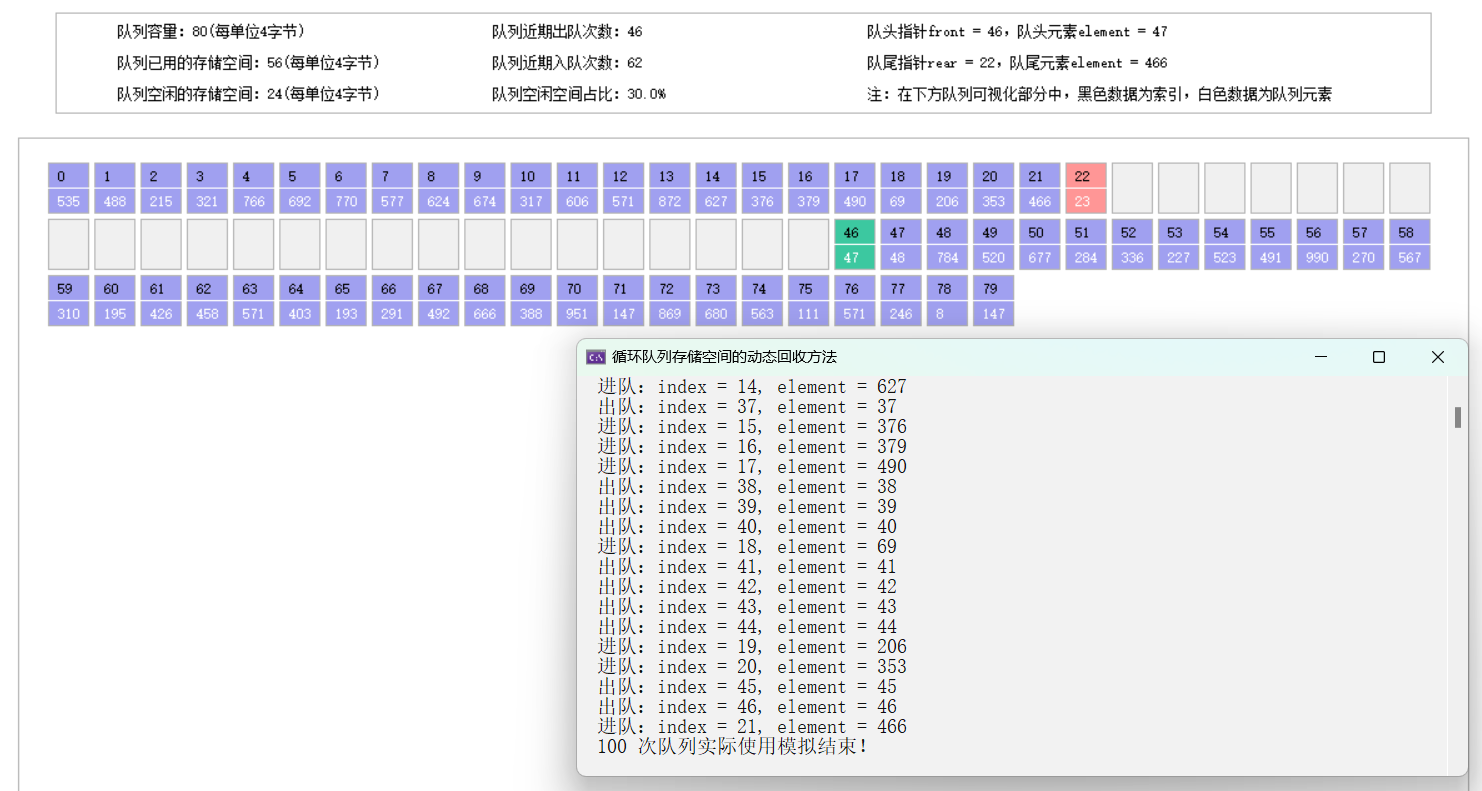 队列容量：80(每单位4字节) 队列近期出队次数：46 队头指针front = 46，队头元素element = 47
队列已用的存储空间：56(每单位4字节) 队列近期入队次数：62 队尾指针rear = 22，队尾元素element = 466
队列空闲的存储空间：24(每单位4字节) 队列空闲空间占比：30.0% 注：在下方队列可视化部分中，黑色数据为索引，白色数据为队列元素
0 1 2 3 4 5 6 7 8 9 10 11 12 13 14 15 16 17 18 19 20 21 22
535 488 215 321 766 692 770 577 624 674 317 606 571 872 627 376 379 490 69 206 353 466 23
46 47 48 49 50 51 52 53 54 55 56 57 58
47 48 784 520 677 284 336 227 523 491 990 270 567
59 60 61 62 63 64 65 66 67 68 69 70 71 72 73 74 75 76 77 78 79
310 195 426 458 571 403 193 291 492 666 388 951 147 869 680 563 111 571 246 8 147
循环队列存储空间的动态回收方法
进队：index = 14, element = 627
出队：index = 37, element = 37
进队：index = 15, element = 376
进队：index = 16, element = 379
进队：index = 17, element = 490
出队：index = 38, element = 38
出队：index = 39, element = 39
出队：index = 40, element = 40
进队：index = 18, element = 69
出队：index = 41, element = 41
出队：index = 42, element = 42
出队：index = 43, element = 43
出队：index = 44, element = 44
进队：index = 19, element = 206
进队：index = 20, element = 353
出队：index = 45, element = 45
出队：index = 46, element = 46
进队：index = 21, element = 466
100 次队列实际使用模拟结束！